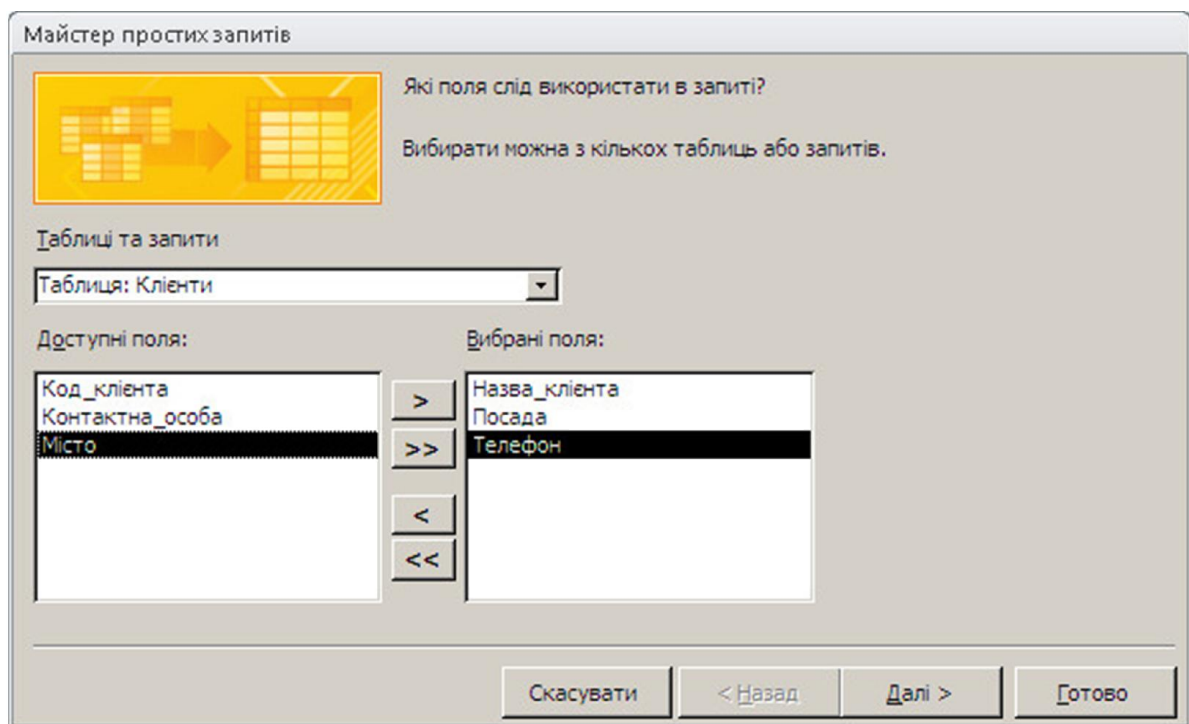 Майстер простих запитів
Які поля слід використати в запиті?
Вибирати можна з кількох таблиць або запитів.
Таблиці та запити
Таблиця: Клієнти
Доступні поля:
Вибрані поля:
Код_клієнта
Контактна_особа
Місто
>
>>
<
<<
Назва_клієнта
Посада
Телефон
Скасувати
< Назад
Далі >
Готово